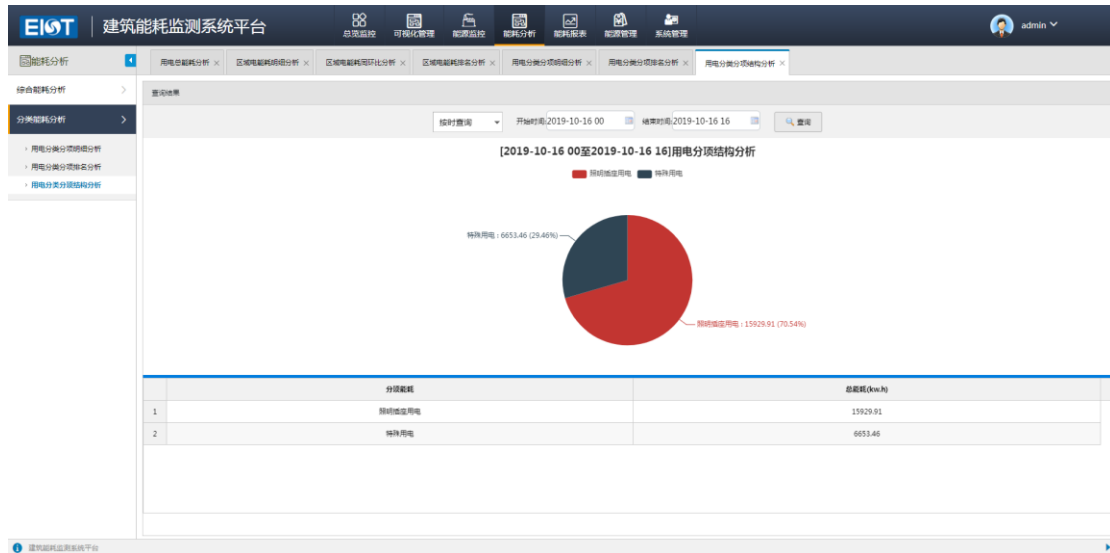 EIOT 建筑能耗监测系统平台
总览监控 可视化管理 能源监控 能耗分析 能耗报表 能源管理 系统管理
admin
能耗分析
用电总能耗分析 × 区域电能耗明细分析 × 区域电能耗同环比分析 × 区域电能耗排名分析 × 用电分类分项明细分析 × 用电分类分项排名分析 × 用电分类分项结构分析 ×
综合能耗分析
分类能耗分析
用电分类分项明细分析
用电分类分项排名分析
用电分类分项结构分析
查询结果
按时查询 开始时间:2019-10-16 00 结束时间:2019-10-16 16 查询
[2019-10-16 00至2019-10-16 16]用电分项结构分析
照明插座用电 特殊用电
特殊用电 : 6653.46 (29.46%)
照明插座用电 : 15929.91 (70.54%)
分项能耗 总能耗(kw.h)
1 照明插座用电 15929.91
2 特殊用电 6653.46
建筑能耗监测系统平台